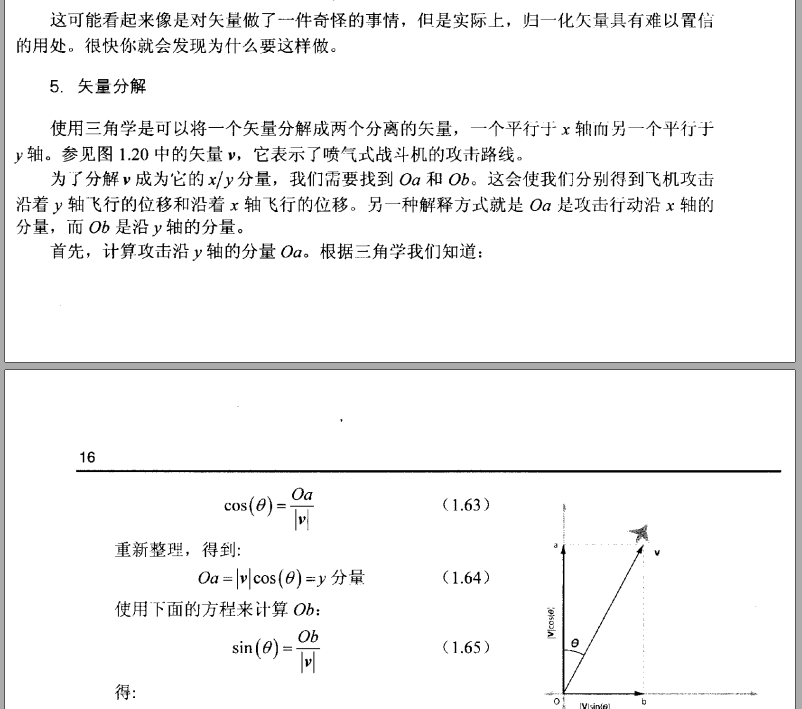 这可能看起来像是对矢量做了一件奇怪的事情，但是实际上，归一化矢量具有难以置信
的用处。很快你就会发现为什么要这样做。
5. 矢量分解
使用三角学是可以将一个矢量分解成两个分离的矢量，一个平行于 x 轴而另一个平行于
y 轴。参见图 1.20 中的矢量 v，它表示了喷气式战斗机的攻击路线。
为了分解 v 成为它的 x/y 分量，我们需要找到 Oa 和 Ob。这会使我们分别得到飞机攻击
沿着 y 轴飞行的位移和沿着 x 轴飞行的位移。另一种解释方式就是 Oa 是攻击行动沿 x 轴的
分量，而 Ob 是沿 y 轴的分量。
首先，计算攻击沿 y 轴的分量 Oa。根据三角学我们知道：
16
cos(θ) = Oa/|v| （1.63）
重新整理，得到:
Oa = |v|cos(θ) = y 分量 （1.64）
使用下面的方程来计算 Ob：
sin(θ) = Ob/|v| （1.65）
得:
a
v
|V|cos(θ)
θ
O
b
|V|sin(θ)